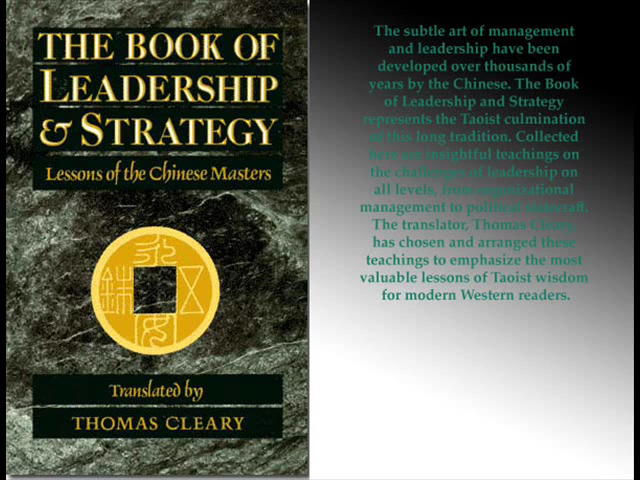 THE BOOK OF
LEADERSHIP
& STRATEGY
Lessons of the Chinese Masters
Translated by
THOMAS CLEARY
The subtle art of management
and leadership have been
developed over thousands of
years by the Chinese. The Book
of Leadership and Strategy
represents the Taoist culmination
of this long tradition. Collected
here are insightful teachings on
the challenges of leadership on
all levels, from organizational
management to political statecraft.
The translator, Thomas Cleary,
has chosen and arranged these
teachings to emphasize the most
valuable lessons of Taoist wisdom
for modern Western readers.